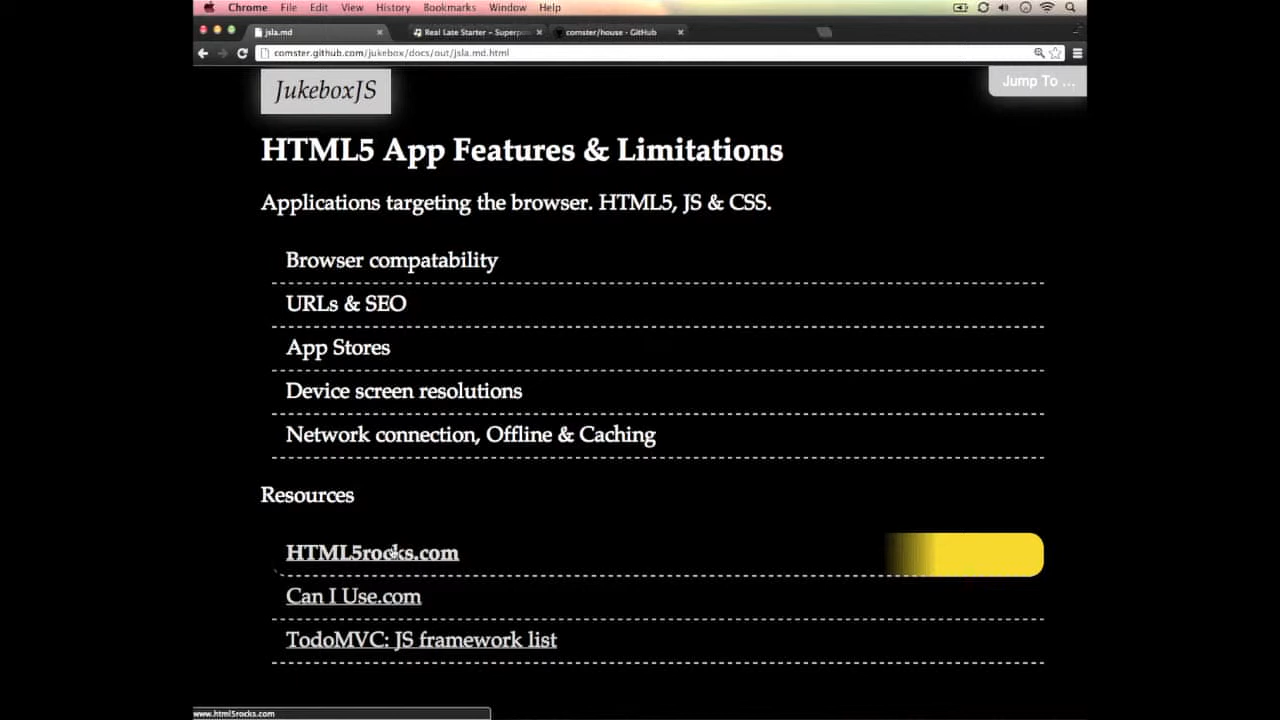 Chrome File Edit View History Bookmarks Window Help
jsla.md
Real Late Starter – Superpo
comster/house · GitHub
comster.github.com/jukebox/docs/out/jsla.md.html
JukeboxJS
Jump To ...
HTML5 App Features & Limitations
Applications targeting the browser. HTML5, JS & CSS.
Browser compatability
URLs & SEO
App Stores
Device screen resolutions
Network connection, Offline & Caching
Resources
HTML5rocks.com
Can I Use.com
TodoMVC: JS framework list
www.html5rocks.com